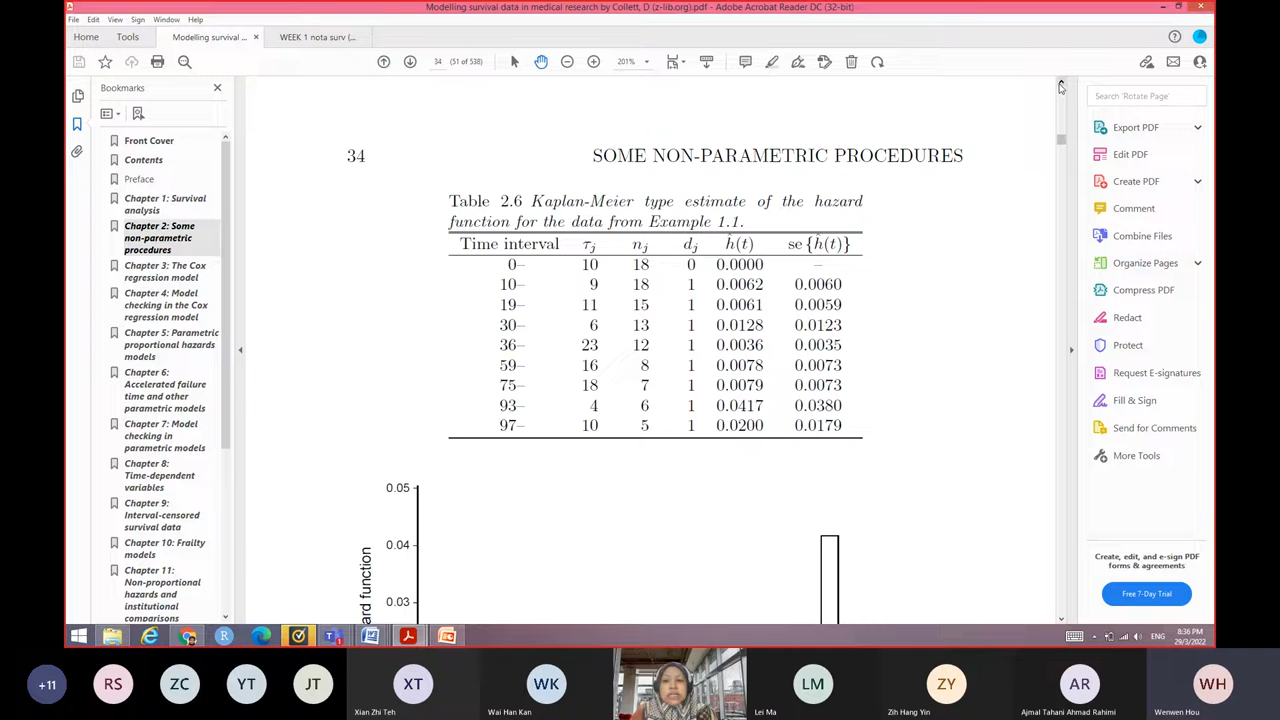 Modelling survival data in medical research by Collett, D (z-lib.org).pdf - Adobe Acrobat Reader DC (32-bit)
File Edit View Sign Window Help
Home Tools Modelling survival ... × WEEK 1 nota surv (...
34 (51 of 538) 201%
Bookmarks
Front Cover
Contents
Preface
Chapter 1: Survival
analysis
Chapter 2: Some
non-parametric
procedures
Chapter 3: The Cox
regression model
Chapter 4: Model
checking in the Cox
regression model
Chapter 5: Parametric
proportional hazards
models
Chapter 6:
Accelerated failure
time and other
parametric models
Chapter 7: Model
checking in
parametric models
Chapter 8:
Time-dependent
variables
Chapter 9:
Interval-censored
survival data
Chapter 10: Frailty
models
Chapter 11:
Non-proportional
hazards and
institutional
comparisons
34 SOME NON-PARAMETRIC PROCEDURES
Table 2.6 Kaplan-Meier type estimate of the hazard
function for the data from Example 1.1.
Time interval τj nj dj ĥ(t) se {ĥ(t)}
0– 10 18 0 0.0000 –
10– 9 18 1 0.0062 0.0060
19– 11 15 1 0.0061 0.0059
30– 6 13 1 0.0128 0.0123
36– 23 12 1 0.0036 0.0035
59– 16 8 1 0.0078 0.0073
75– 18 7 1 0.0079 0.0073
93– 4 6 1 0.0417 0.0380
97– 10 5 1 0.0200 0.0179
0.05
0.04
0.03
ard function
Search 'Rotate Page'
Export PDF
Edit PDF
Create PDF
Comment
Combine Files
Organize Pages
Compress PDF
Redact
Protect
Request E-signatures
Fill & Sign
Send for Comments
More Tools
Create, edit, and e-sign PDF
forms & agreements
Free 7-Day Trial
ENG
8:36 PM
29/3/2022
+11 RS ZC YT JT XT WK LM ZY AR WH
Xian Zhi Teh Wai Han Kan Lei Ma Zih Hang Yin Ajmal Tahani Ahmad Rahimi Wenwen Hou